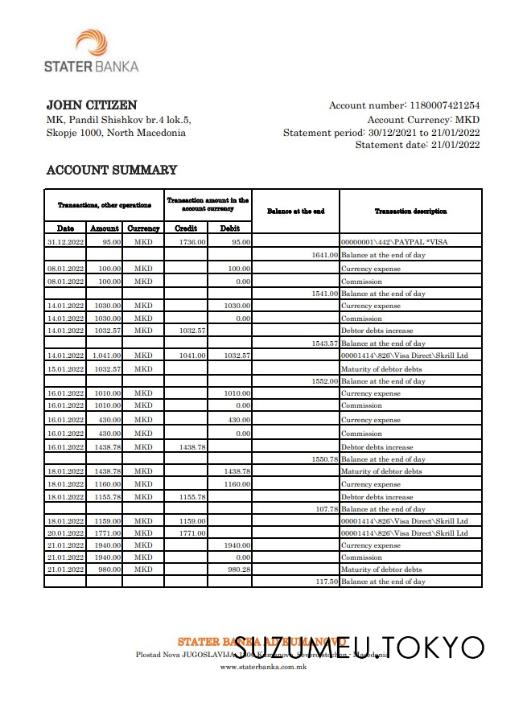 STATER BANKA
JOHN CITIZEN
MK, Pandil Shishkov br.4 lok.5,
Skopje 1000, North Macedonia
Account number: 1180007421254
Account Currency: MKD
Statement period: 30/12/2021 to 21/01/2022
Statement date: 21/01/2022
ACCOUNT SUMMARY
Transactions, other operations Transaction amount in the account currency Balance at the end Transaction description
Date Amount Currency Credit Debit
31.12.2022 95.00 MKD 1736.00 95.00 00000001\442\PAYPAL *VISA
1641.00 Balance at the end of day
08.01.2022 100.00 MKD 100.00 Currency expense
08.01.2022 100.00 MKD 0.00 Commission
1541.00 Balance at the end of day
14.01.2022 1030.00 MKD 1030.00 Currency expense
14.01.2022 1030.00 MKD 0.00 Commission
14.01.2022 1032.57 MKD 1032.57 Debtor debts increase
1543.57 Balance at the end of day
14.01.2022 1.041.00 MKD 1041.00 1032.57 00001414\826\Visa Direct\Skrill Ltd
15.01.2022 1032.57 MKD Maturity of debtor debts
1552.00 Balance at the end of day
16.01.2022 1010.00 MKD 1010.00 Currency expense
16.01.2022 1010.00 MKD 0.00 Commission
16.01.2022 430.00 MKD 430.00 Currency expense
16.01.2022 430.00 MKD 0.00 Commission
16.01.2022 1438.78 MKD 1438.78 Debtor debts increase
1550.78 Balance at the end of day
18.01.2022 1438.78 MKD 1438.78 Maturity of debtor debts
18.01.2022 1160.00 MKD 1160.00 Currency expense
18.01.2022 1155.78 MKD 1155.78 Debtor debts increase
107.78 Balance at the end of day
18.01.2022 1159.00 MKD 1159.00 00001414\826\Visa Direct\Skrill Ltd
20.01.2022 1771.00 MKD 1771.00 00001414\826\Visa Direct\Skrill Ltd
21.01.2022 1940.00 MKD 1940.00 Currency expense
21.01.2022 1940.00 MKD 0.00 Commission
21.01.2022 980.00 MKD 980.28 Maturity of debtor debts
117.50 Balance at the end of day
STATER BANKA AD KUMANOVO
SUZUMEU.TOKYO
Plostad Nova JUGOSLAVIJA
www.staterbanka.com.mk